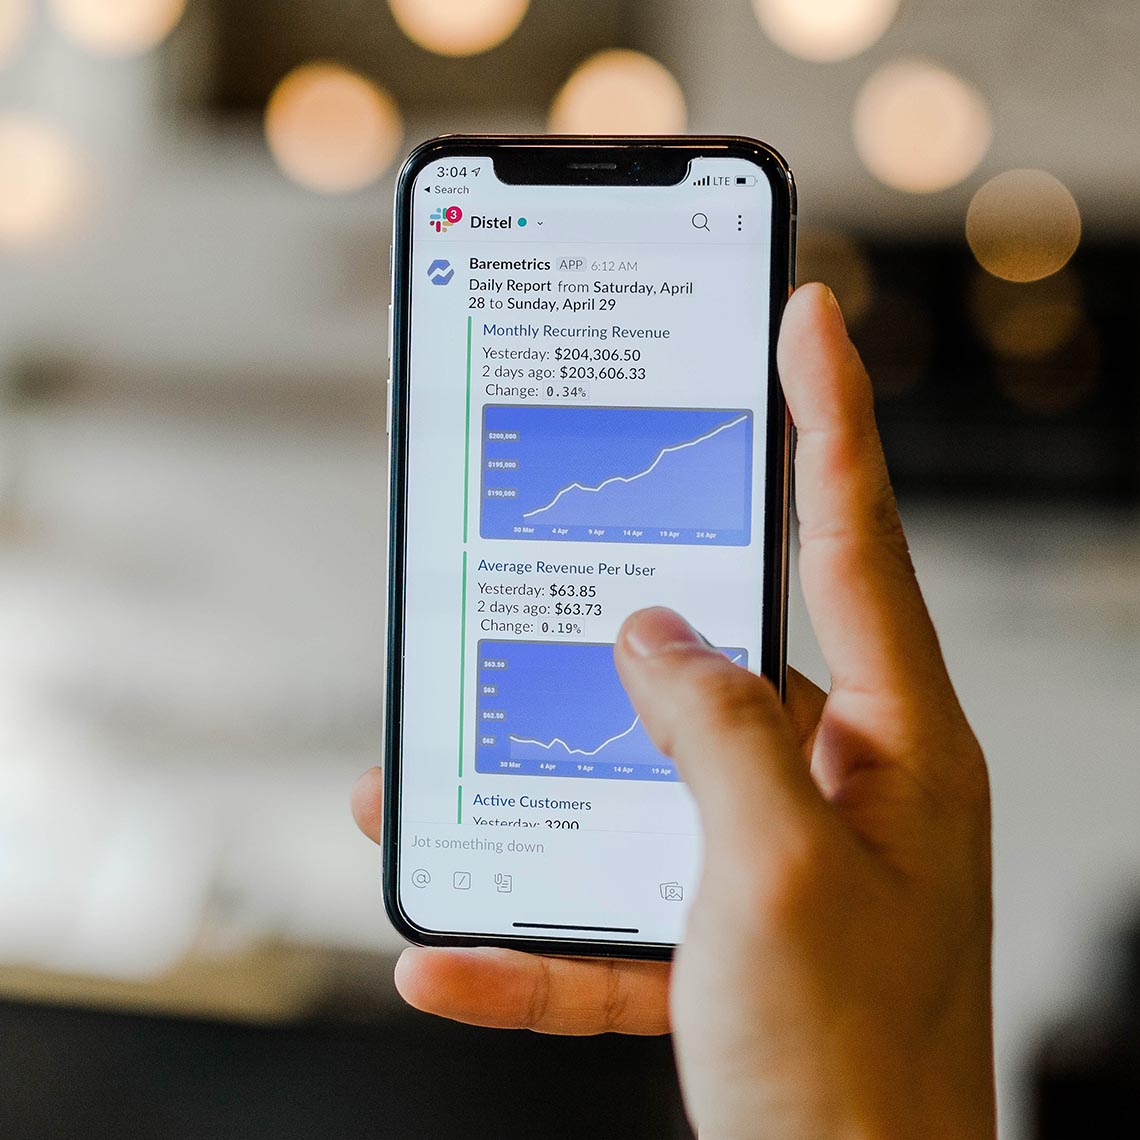 3:04 LTE
Search
3 Distel
Baremetrics APP 6:12 AM
Daily Report from Saturday, April
28 to Sunday, April 29
Monthly Recurring Revenue
Yesterday: $204,306.50
2 days ago: $203,606.33
Change: 0.34%
$200,000
$195,000
$190,000
30 Mar 4 Apr 9 Apr 14 Apr 19 Apr 24 Apr
Average Revenue Per User
Yesterday: $63.85
2 days ago: $63.73
Change: 0.19%
$63.50
$63
$62.50
$62
30 Mar 4 Apr 9 Apr 14 Apr 19 Apr
Active Customers
Yesterday: 3200
Jot something down